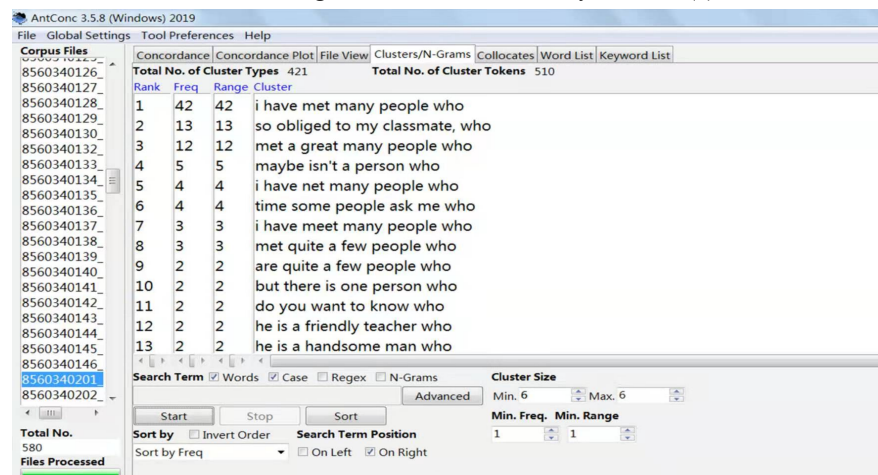 AntConc 3.5.8 (Windows) 2019
File Global Settings Tool Preferences Help
Corpus Files
8560340126_
8560340127_
8560340128_
8560340129_
8560340130_
8560340132_
8560340133_
8560340134_
8560340135_
8560340136_
8560340137_
8560340138_
8560340139_
8560340140_
8560340141_
8560340142_
8560340143_
8560340144_
8560340145_
8560340146_
8560340201_
8560340202_
Total No.
580
Files Processed
Concordance Concordance Plot File View Clusters/N-Grams Collocates Word List Keyword List
Total No. of Cluster Types 421 Total No. of Cluster Tokens 510
Rank Freq Range Cluster
1 42 42 i have met many people who
2 13 13 so obliged to my classmate, who
3 12 12 met a great many people who
4 5 5 maybe isn't a person who
5 4 4 i have net many people who
6 4 4 time some people ask me who
7 3 3 i have meet many people who
8 3 3 met quite a few people who
9 2 2 are quite a few people who
10 2 2 but there is one person who
11 2 2 do you want to know who
12 2 2 he is a friendly teacher who
13 2 2 he is a handsome man who
Search Term Words Case Regex N-Grams Cluster Size
Advanced Min. 6 Max. 6
Start Stop Sort Min. Freq. Min. Range
Sort by Invert Order Search Term Position 1 1
Sort by Freq On Left On Right